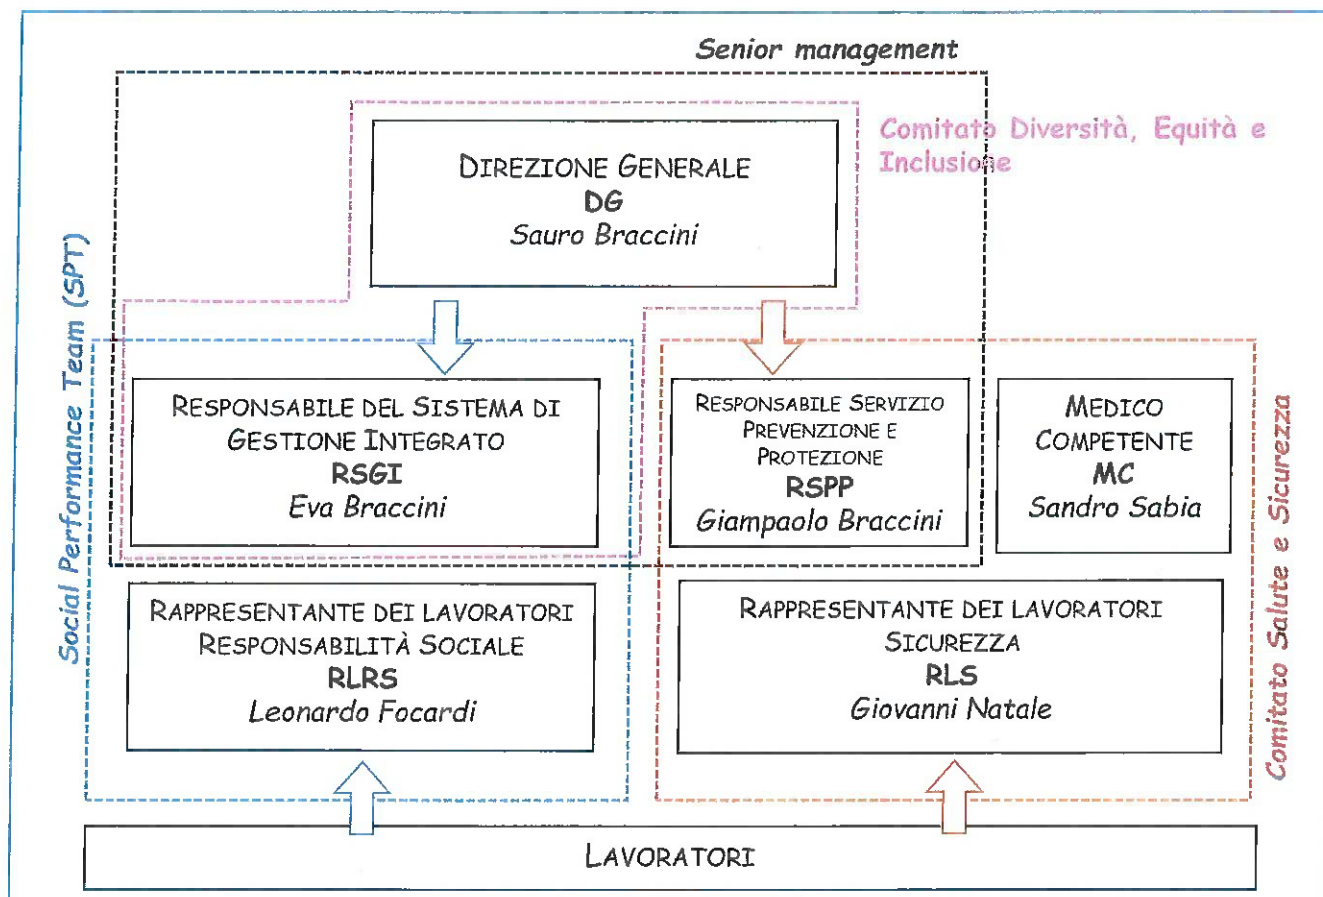 Senior management
Comitato Diversità, Equità e
Inclusione
DIREZIONE GENERALE
DG
Sauro Braccini
Social Performance Team (SPT)
RESPONSABILE DEL SISTEMA DI
GESTIONE INTEGRATO
RSGI
Eva Braccini
RESPONSABILE SERVIZIO
PREVENZIONE E
PROTEZIONE
RSPP
Giampaolo Braccini
MEDICO
COMPETENTE
MC
Sandro Sabia
Comitato Salute e Sicurezza
RAPPRESENTANTE DEI LAVORATORI
RESPONSABILITÀ SOCIALE
RLRS
Leonardo Focardi
RAPPRESENTANTE DEI LAVORATORI
SICUREZZA
RLS
Giovanni Natale
LAVORATORI